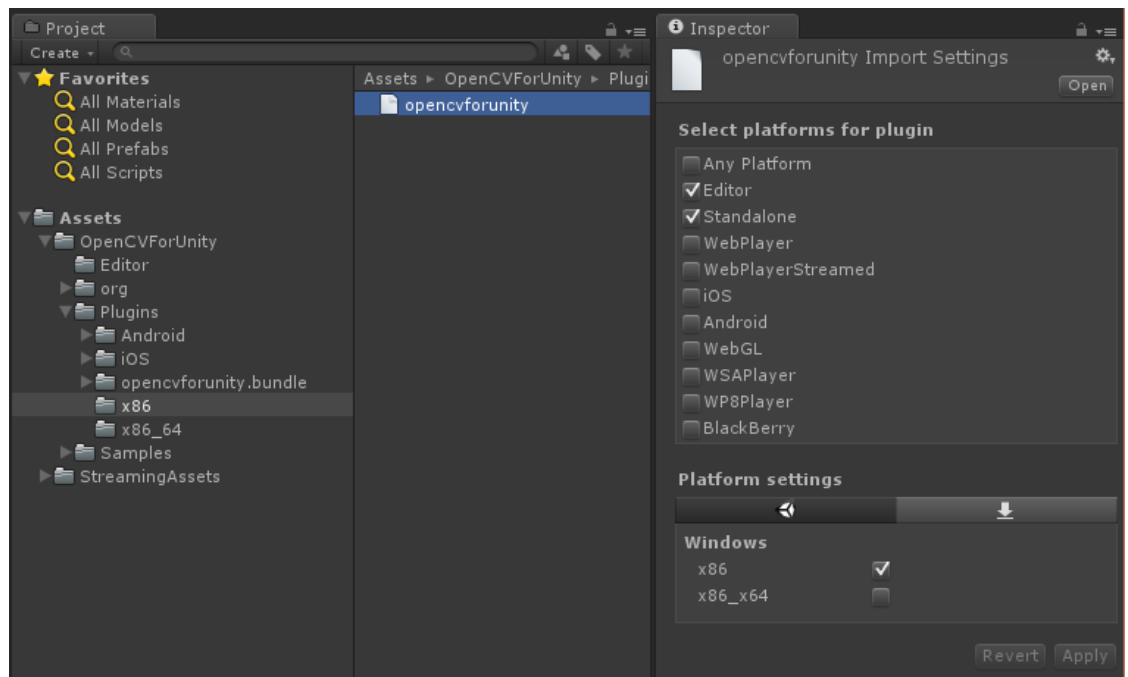 Project
Create
Favorites
All Materials
All Models
All Prefabs
All Scripts
Assets
OpenCVForUnity
Editor
org
Plugins
Android
iOS
opencvforunity.bundle
x86
x86_64
Samples
StreamingAssets
Assets ▸ OpenCVForUnity ▸ Plugi
opencvforunity
Inspector
opencvforunity Import Settings
Open
Select platforms for plugin
Any Platform
Editor
Standalone
WebPlayer
WebPlayerStreamed
iOS
Android
WebGL
WSAPlayer
WP8Player
BlackBerry
Platform settings
Windows
x86
x86_x64
Revert Apply